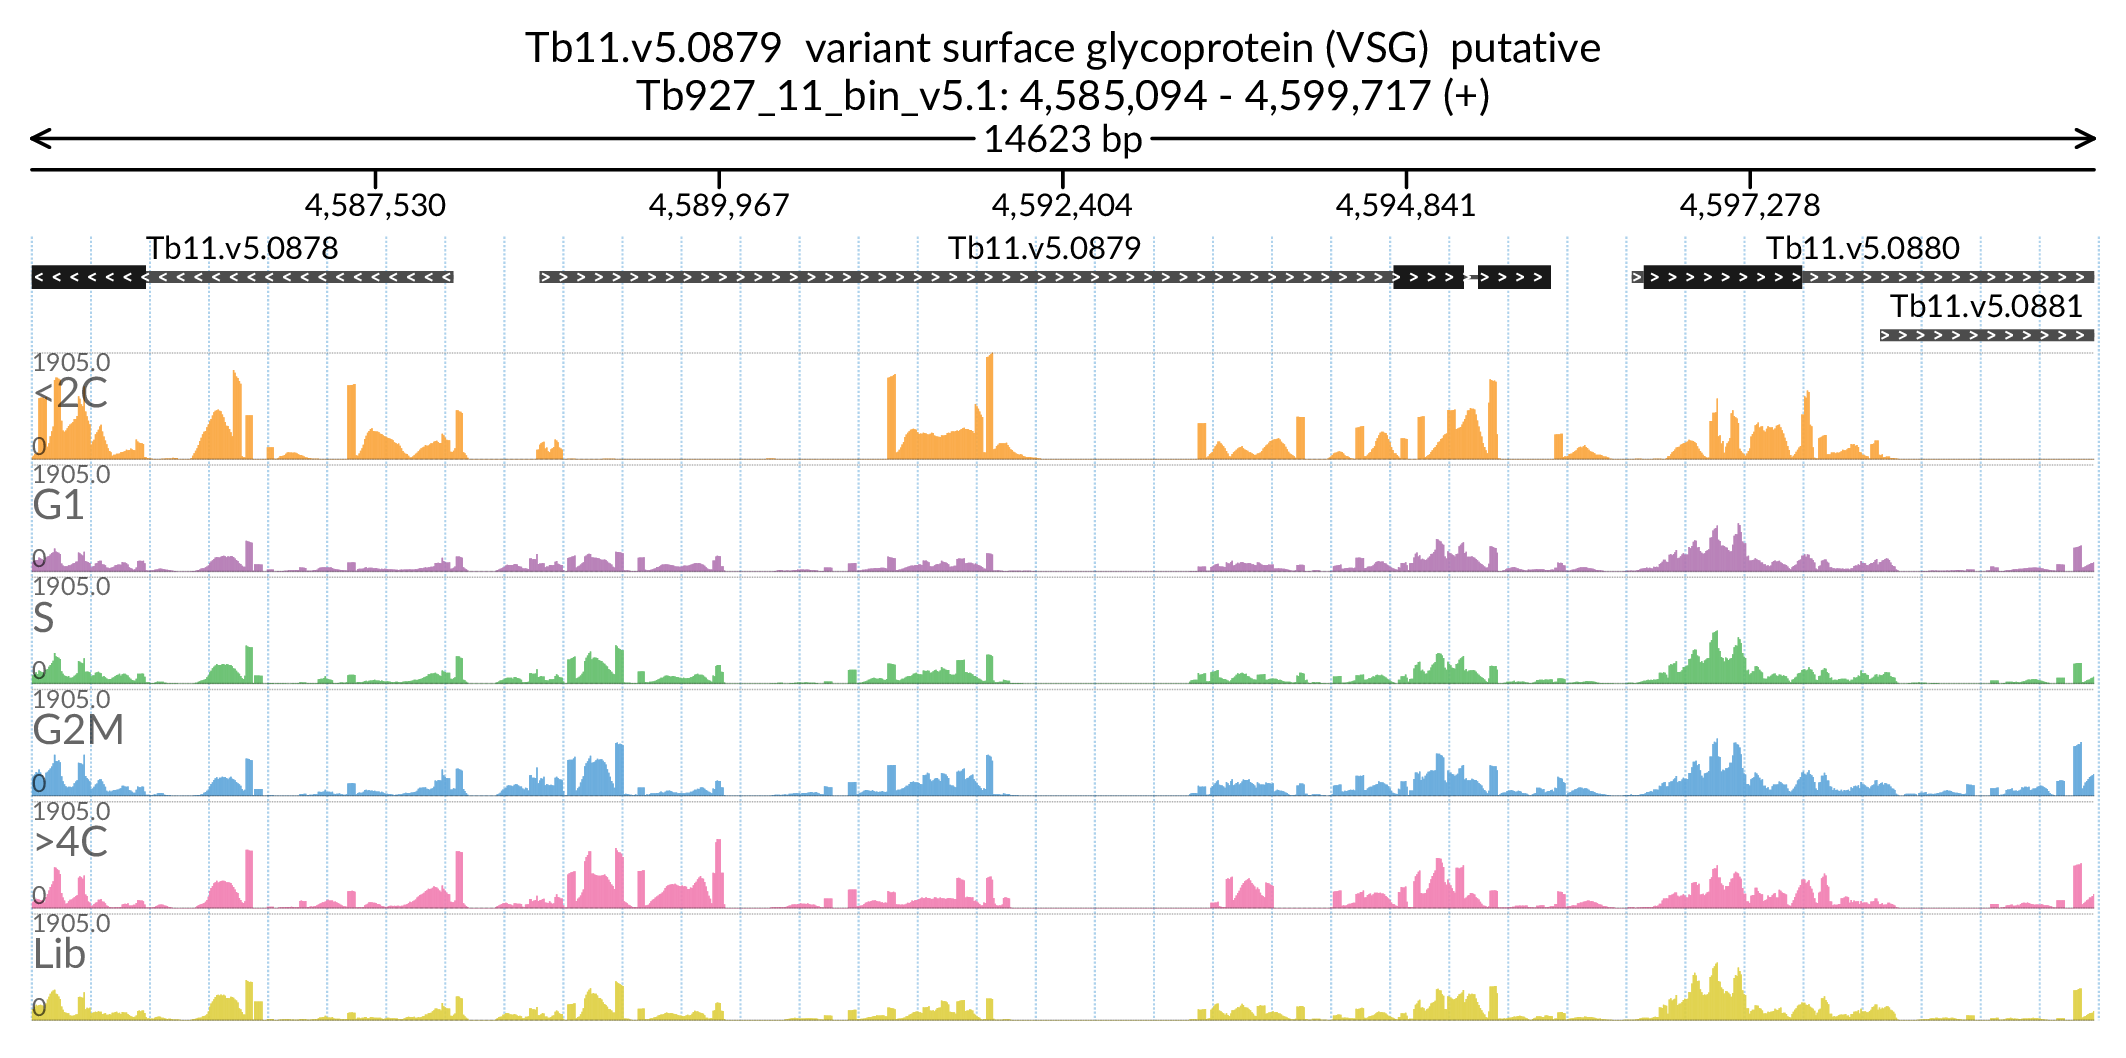 Tb11.v5.0879  variant surface glycoprotein (VSG)  putative
Tb927_11_bin_v5.1: 4,585,094 - 4,599,717 (+)
14623 bp
4,587,530 4,589,967 4,592,404 4,594,841 4,597,278
Tb11.v5.0878 Tb11.v5.0879 Tb11.v5.0880
Tb11.v5.0881
1905.0
<2C
0
1905.0
G1
0
1905.0
S
0
1905.0
G2M
0
1905.0
>4C
0
1905.0
Lib
0